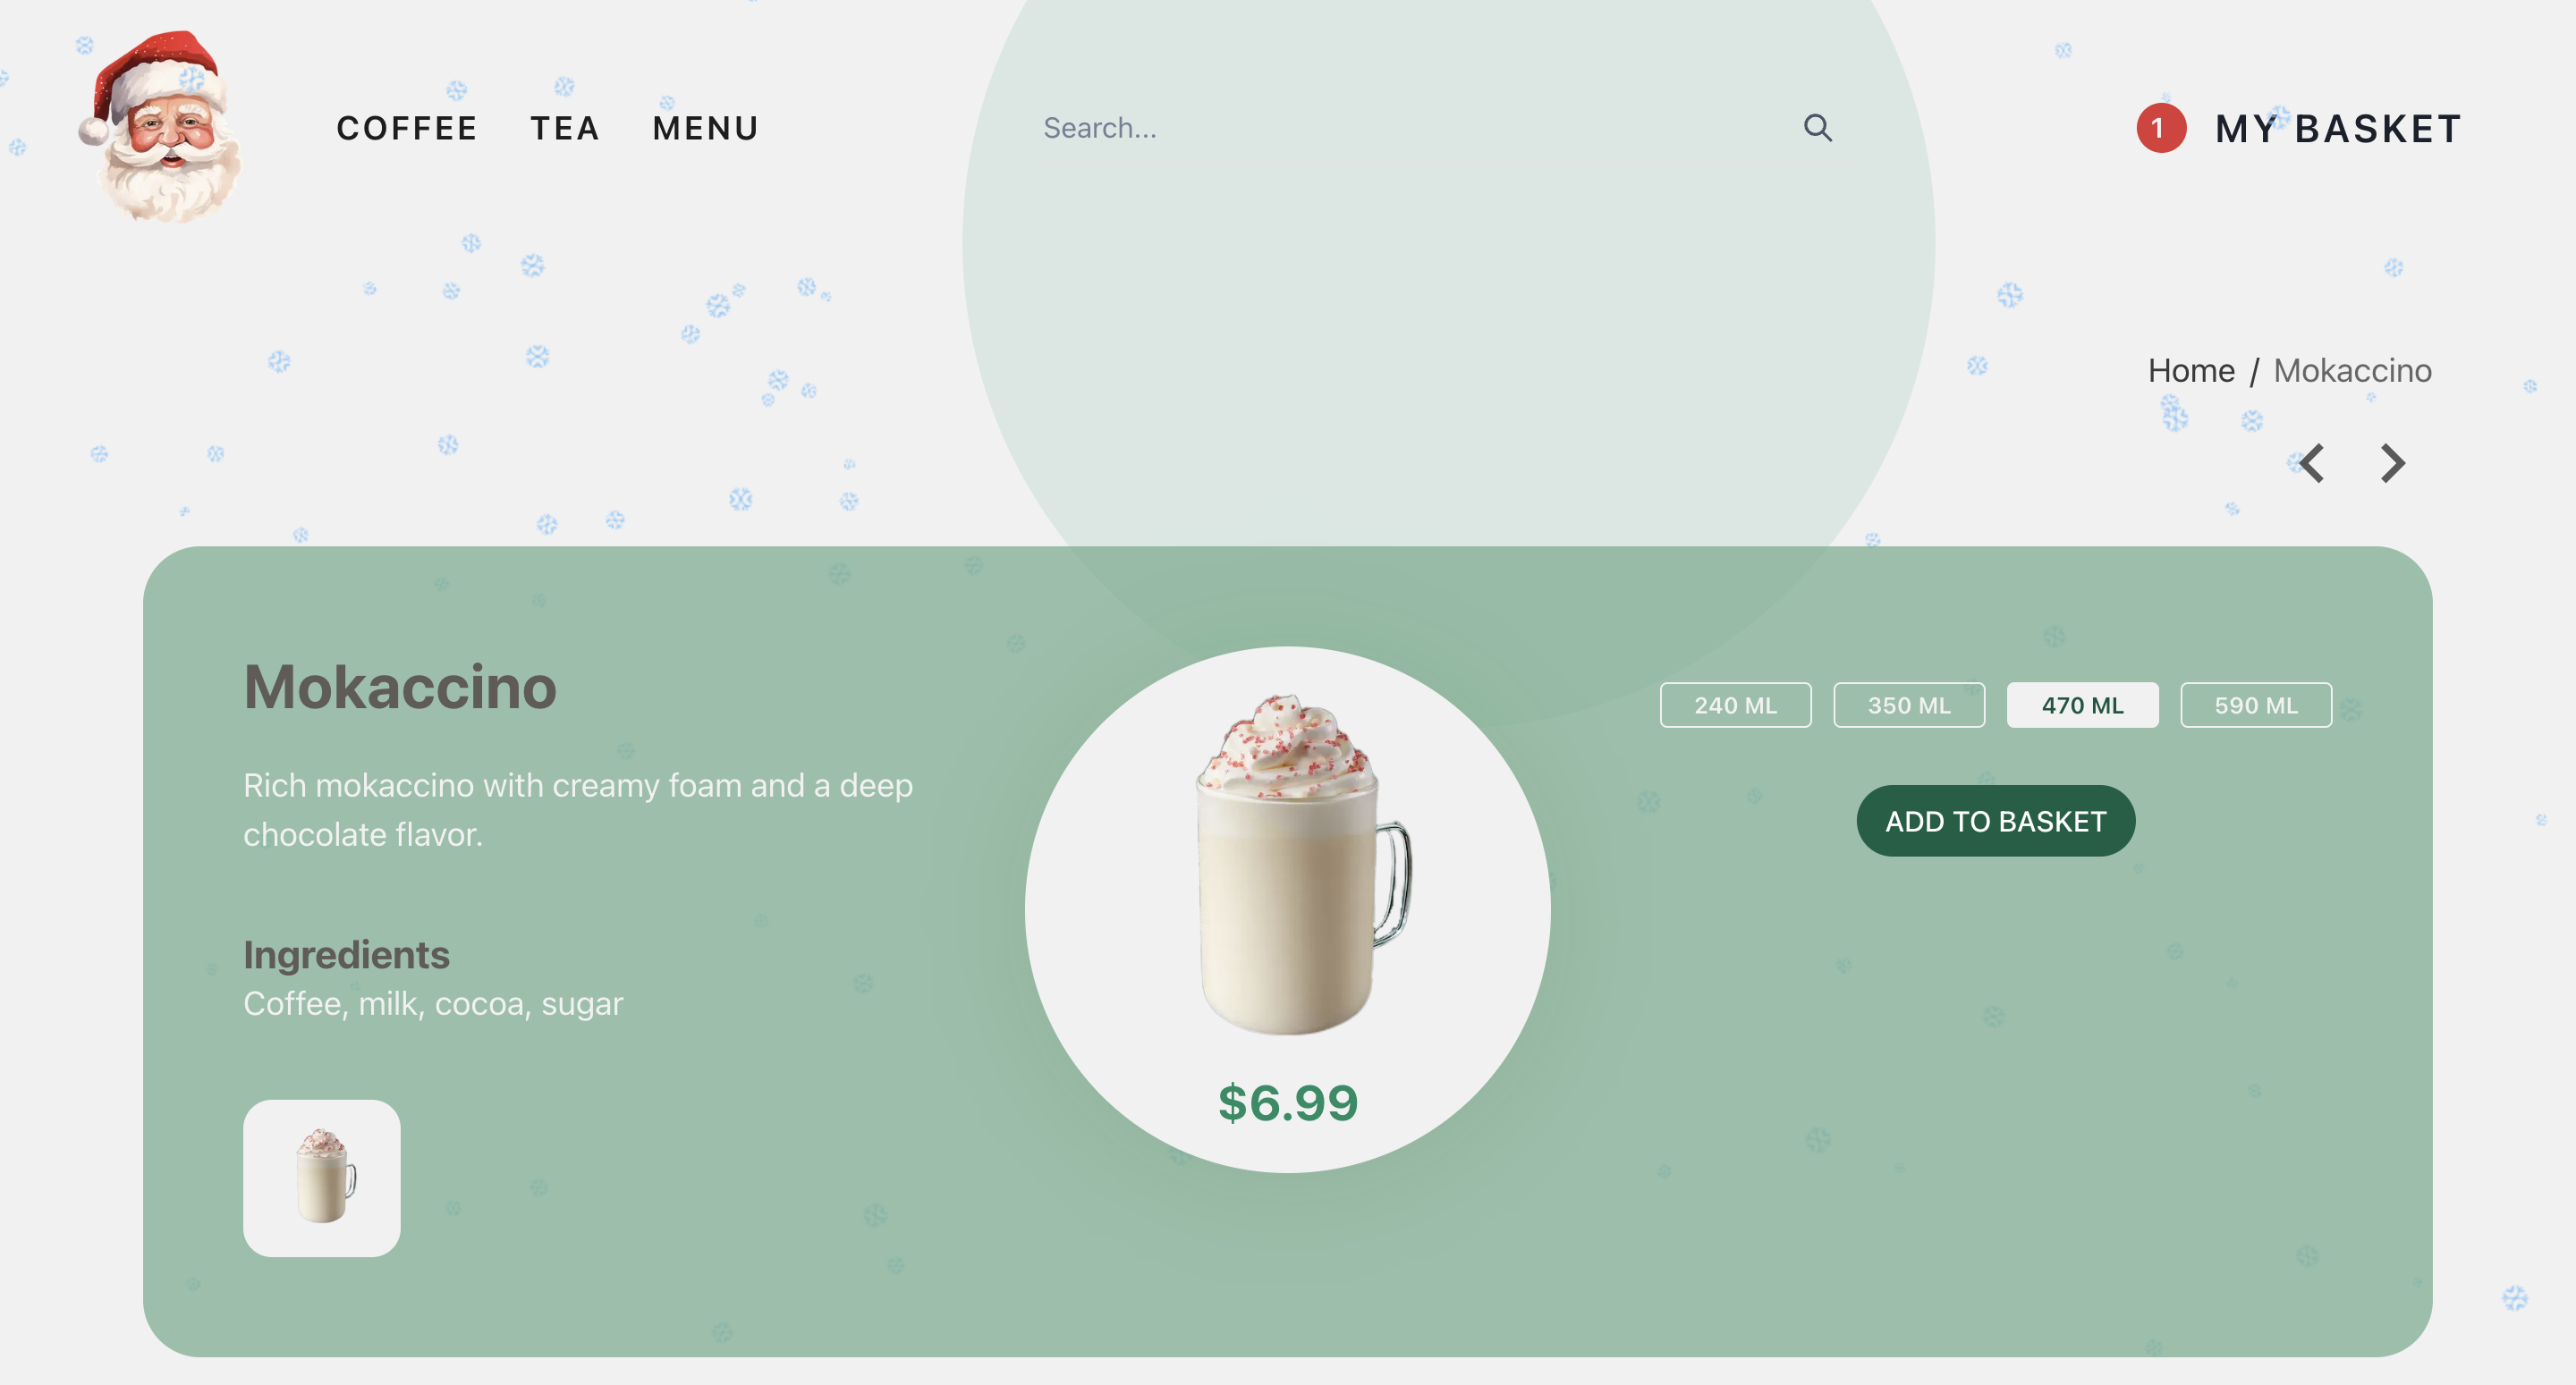 COFFEE TEA MENU
Search...
1 MY BASKET
Home / Mokaccino
Mokaccino
Rich mokaccino with creamy foam and a deep
chocolate flavor.
Ingredients
Coffee, milk, cocoa, sugar
$6.99
240 ML 350 ML 470 ML 590 ML
ADD TO BASKET